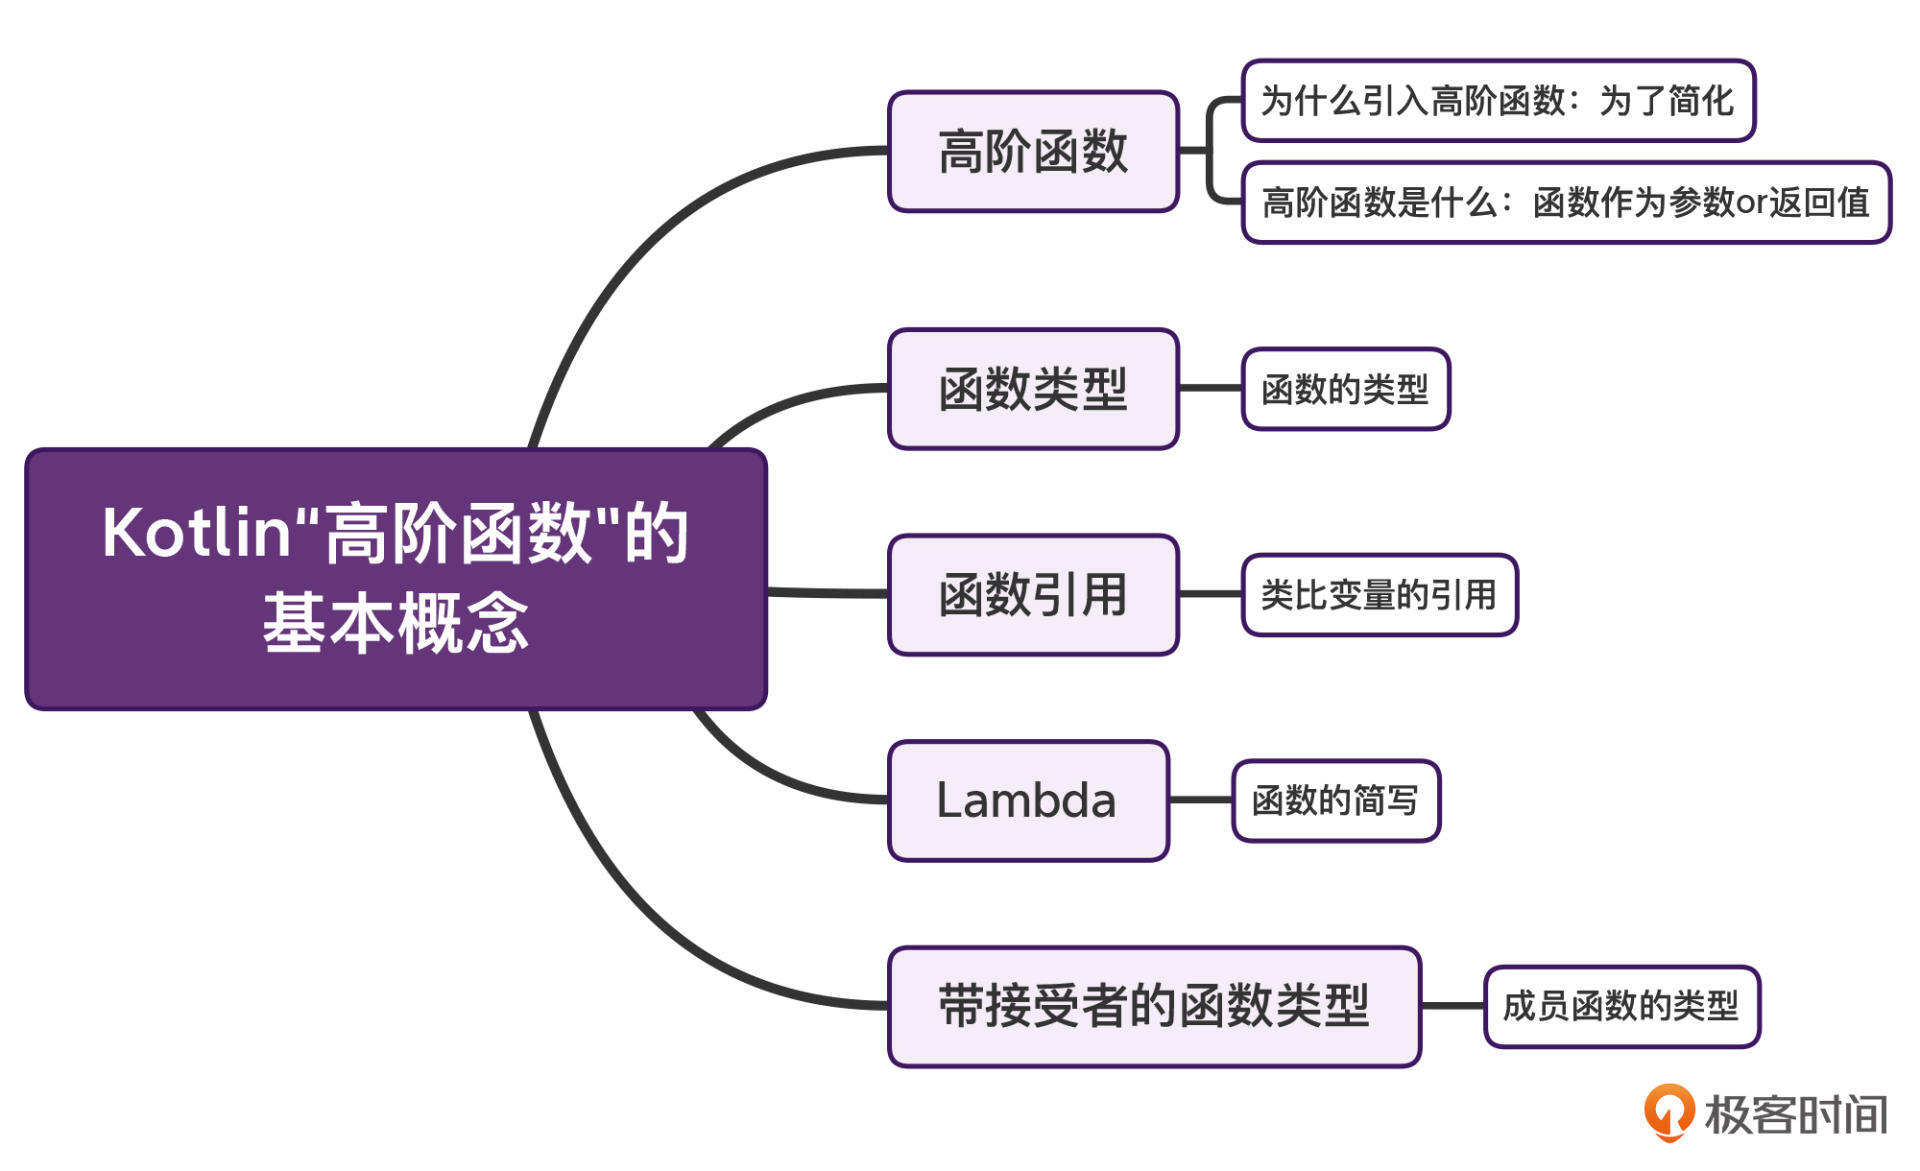 Kotlin"高阶函数"的
基本概念
高阶函数
为什么引入高阶函数：为了简化
高阶函数是什么：函数作为参数or返回值
函数类型
函数的类型
函数引用
类比变量的引用
Lambda
函数的简写
带接受者的函数类型
成员函数的类型
极客时间